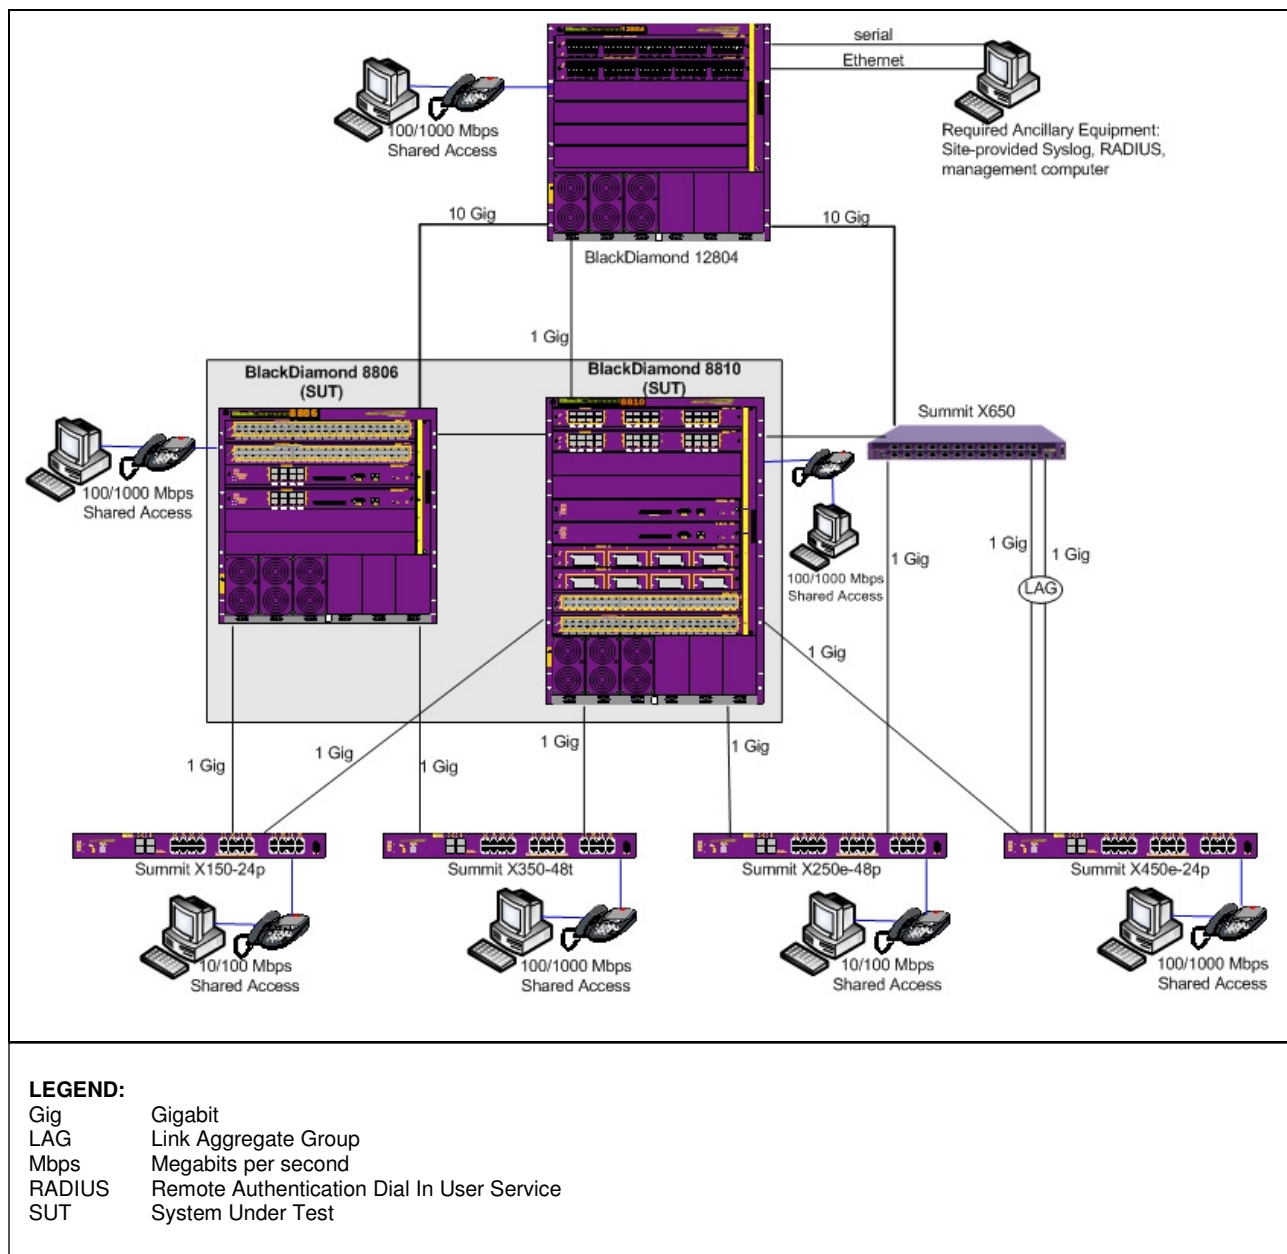 BlackDiamond 12804
serial
Ethernet
100/1000 Mbps
Shared Access
Required Ancillary Equipment:
Site-provided Syslog, RADIUS,
management computer
10 Gig
10 Gig
BlackDiamond 12804
1 Gig
BlackDiamond 8806
(SUT)
BlackDiamond 8810
(SUT)
Summit X650
BlackDiamond 8806
BlackDiamond 8810
100/1000 Mbps
Shared Access
100/1000 Mbps
Shared Access
1 Gig
1 Gig
1 Gig
LAG
1 Gig
1 Gig
1 Gig
1 Gig
1 Gig
1 Gig
Summit X150-24p
Summit X350-48t
Summit X250e-48p
Summit X450e-24p
10/100 Mbps
Shared Access
100/1000 Mbps
Shared Access
10/100 Mbps
Shared Access
100/1000 Mbps
Shared Access
LEGEND:
Gig Gigabit
LAG Link Aggregate Group
Mbps Megabits per second
RADIUS Remote Authentication Dial In User Service
SUT System Under Test